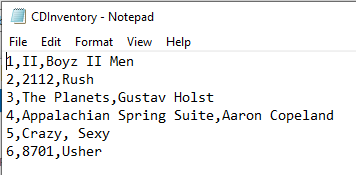 CDInventory - Notepad
File Edit Format View Help
1,II,Boyz II Men
2,2112,Rush
3,The Planets,Gustav Holst
4,Appalachian Spring Suite,Aaron Copeland
5,Crazy, Sexy
6,8701,Usher